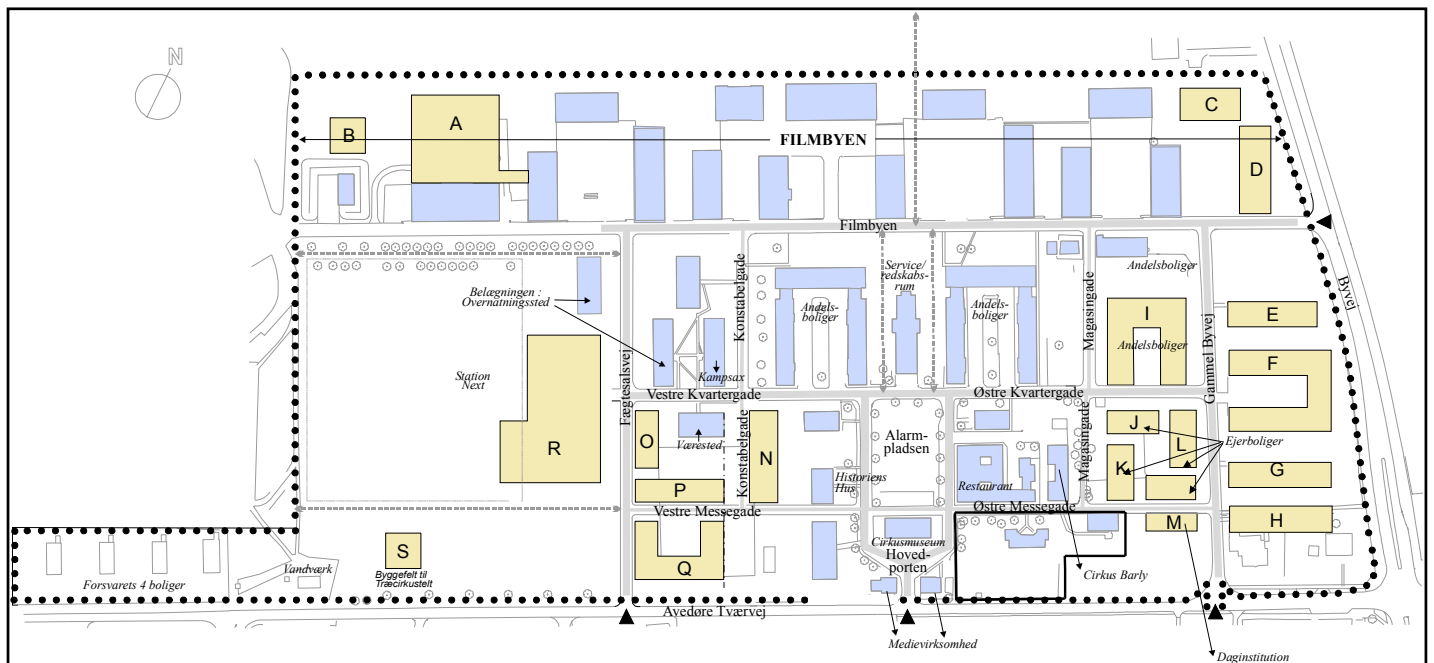 N
B
A
C
FILMBYEN
D
Filmbyen
Belægningen :
Overnatningssted
Konstabelgade
Andels-
boliger
Service/
redskabs-
rum
Andels-
boliger
Magasingade
Andelsboliger
I
Andelsboliger
Gammel Byvej
Byvej
E
F
Station
Next
Fægtesalsvej
Kampsax
Vestre Kvartergade
Østre Kvartergade
R
O
Værested
Konstabelgade
N
P
Historiens
Hus
Alarm-
pladsen
Restaurant
Magasingade
J
L
K
Ejerboliger
G
Vestre Messegade
Østre Messegade
M
H
S
Byggefelt til
Træcirkustelt
Q
Cirkusmuseum
Hoved-
porten
Cirkus Barly
Forsvarets 4 boliger
Vandværk
Avedøre Tværvej
Medievirksomhed
Daginstitution